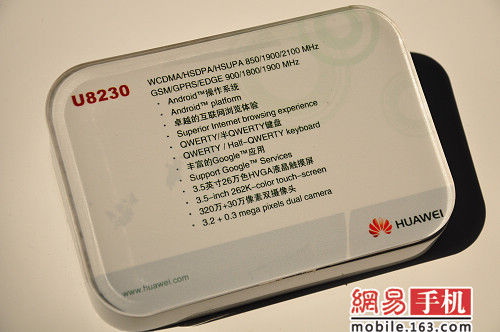 U8230
WCDMA/HSDPA/HSUPA 850/1900/2100 MHz
GSM/GPRS/EDGE 900/1800/1900 MHz
• Android™操作系统
• Android™ platform
• 卓越的互联网浏览体验
• Superior Internet browsing experience
• QWERTY/半QWERTY键盘
• QWERTY / Half-QWERTY keyboard
• 丰富的Google™应用
• Support Google™ Services
• 3.5英寸26万色HVGA液晶触摸屏
• 3.5-inch 262K-color touch-screen
• 320万+30万像素双摄像头
• 3.2 + 0.3 mega pixels dual camera
HUAWEI
www.huawei.com
網易手机
mobile.163.com